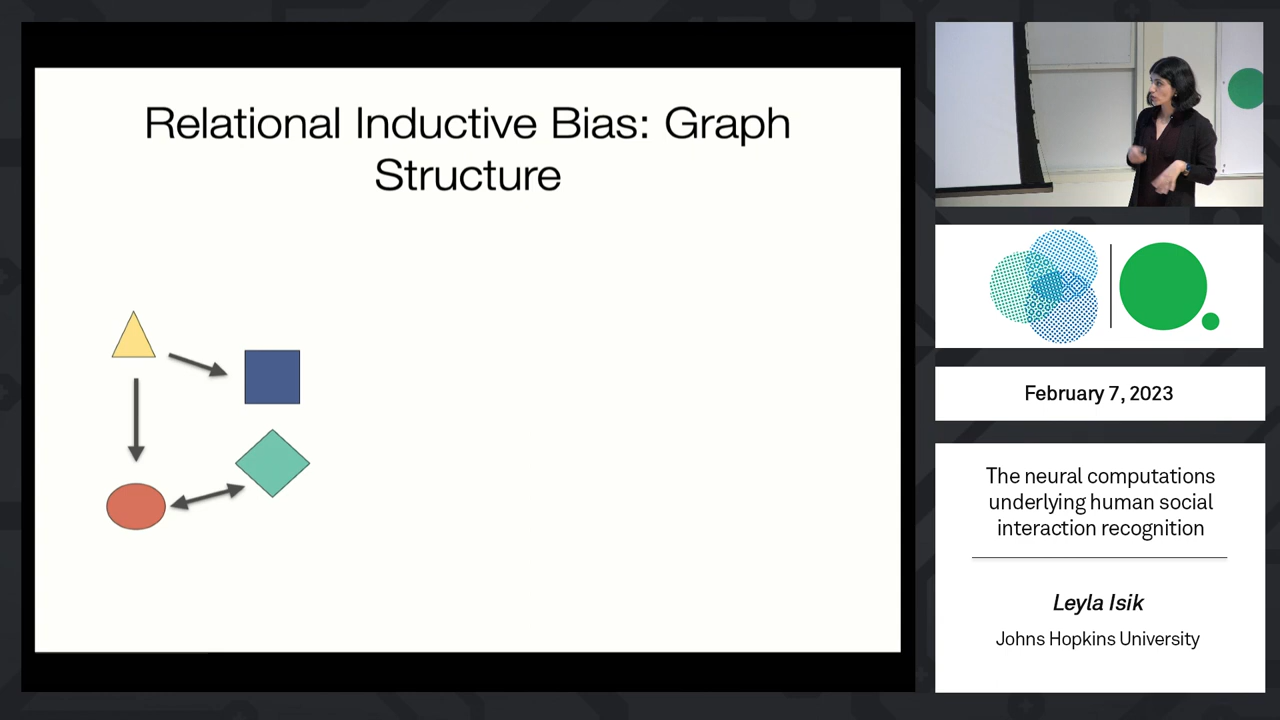 Relational Inductive Bias: Graph
Structure
February 7, 2023
The neural computations
underlying human social
interaction recognition
Leyla Isik
Johns Hopkins University